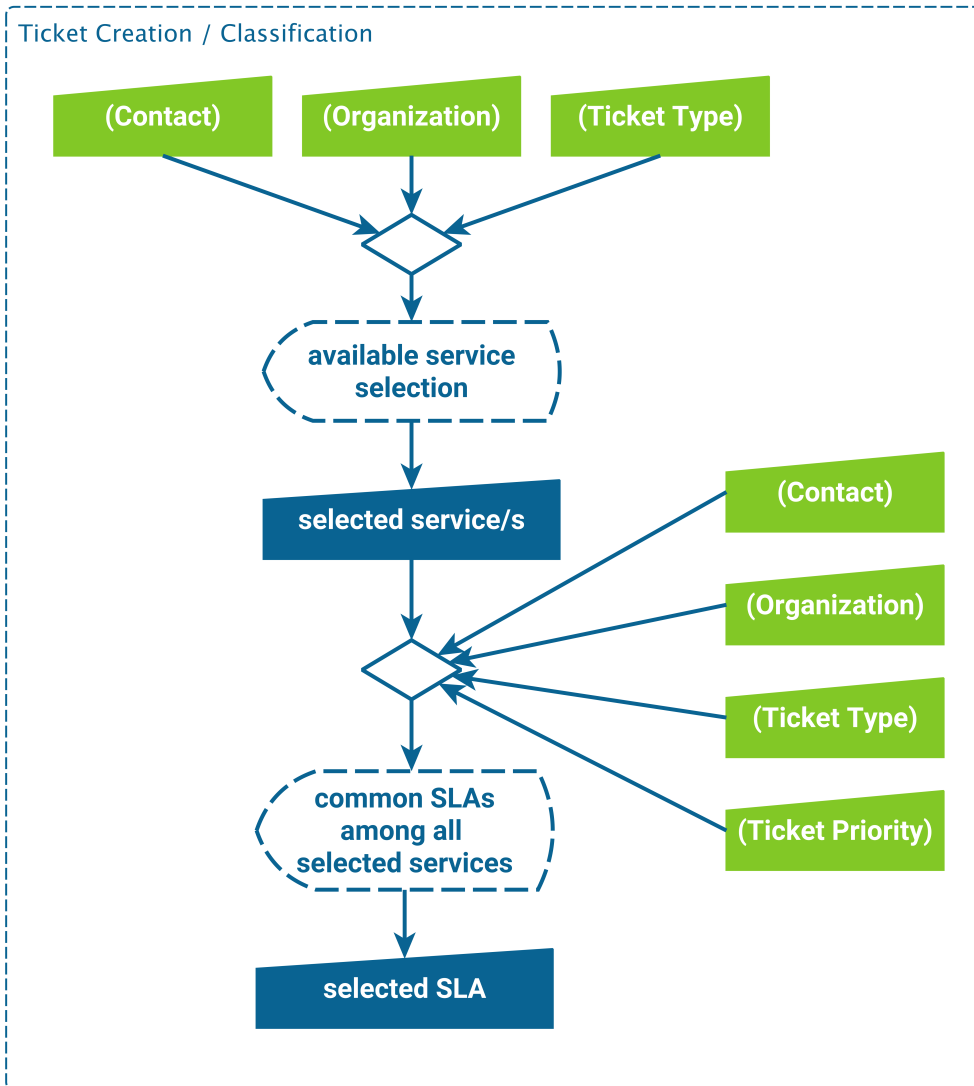 Ticket Creation / Classification
(Contact)
(Organization)
(Ticket Type)
available service
selection
selected service/s
(Contact)
(Organization)
(Ticket Type)
(Ticket Priority)
common SLAs
among all
selected services
selected SLA